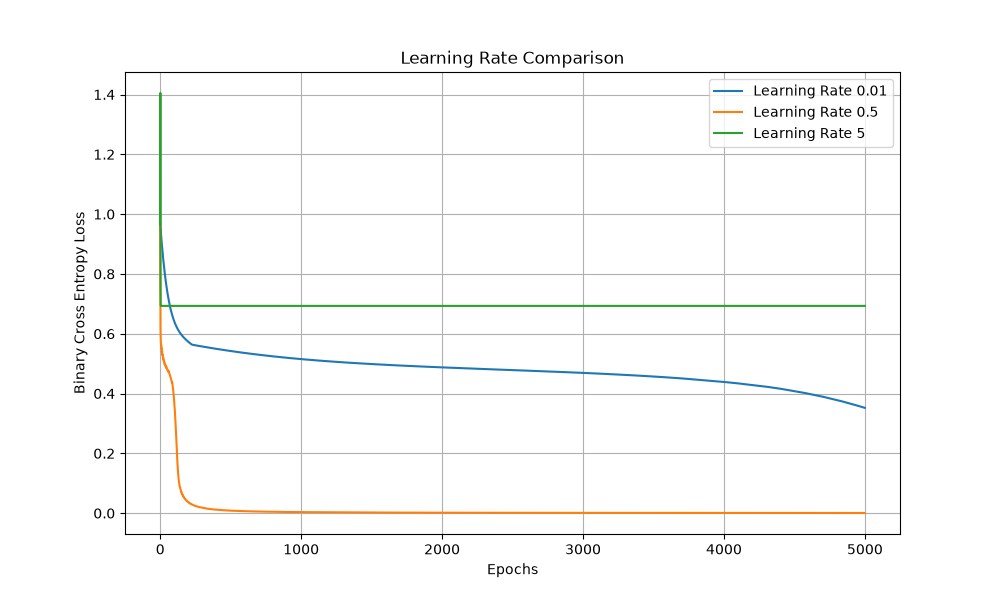 Learning Rate Comparison
Learning Rate 0.01
Learning Rate 0.5
Learning Rate 5
Binary Cross Entropy Loss
1.4
1.2
1.0
0.8
0.6
0.4
0.2
0.0
0 1000 2000 3000 4000 5000
Epochs